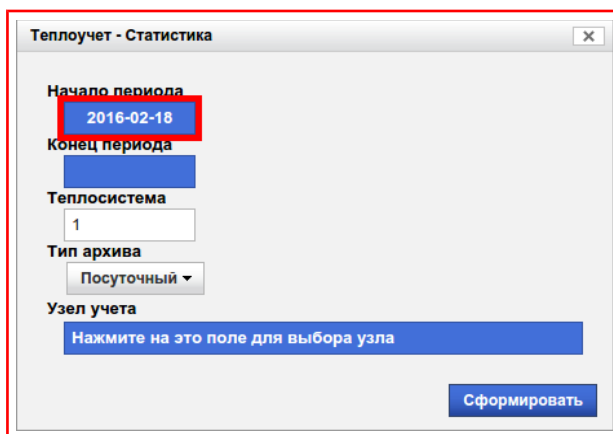 Теплоучет - Статистика
Начало периода
2016-02-18
Конец периода
Теплосистема
1
Тип архива
Посуточный
Узел учета
Нажмите на это поле для выбора узла
Сформировать